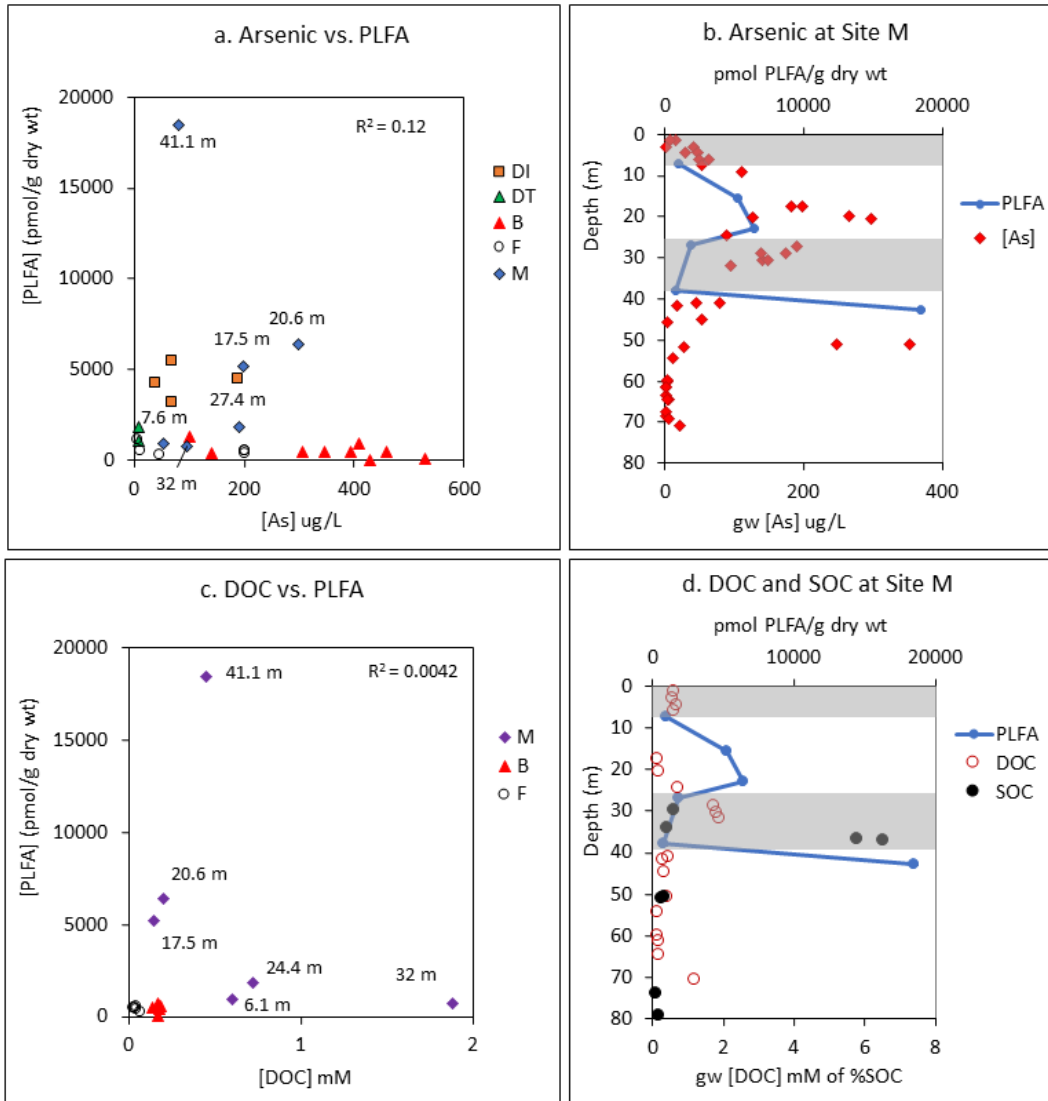 a. Arsenic vs. PLFA
[PLFA] (pmol/g dry wt)
20000
15000
10000
5000
0
R² = 0.12
41.1 m
20.6 m
17.5 m
27.4 m
7.6 m
32 m
0 200 400 600
[As] ug/L
DI
DT
B
F
M
b. Arsenic at Site M
pmol PLFA/g dry wt
0 10000 20000
Depth (m)
0
10
20
30
40
50
60
70
80
0 200 400
gw [As] ug/L
PLFA
[As]
c. DOC vs. PLFA
[PLFA] (pmol/g dry wt)
20000
15000
10000
5000
0
R² = 0.0042
41.1 m
20.6 m
17.5 m
24.4 m
32 m
6.1 m
0 1 2
[DOC] mM
M
B
F
d. DOC and SOC at Site M
pmol PLFA/g dry wt
0 10000 20000
Depth (m)
0
10
20
30
40
50
60
70
80
0 2 4 6 8
gw [DOC] mM of %SOC
PLFA
DOC
SOC